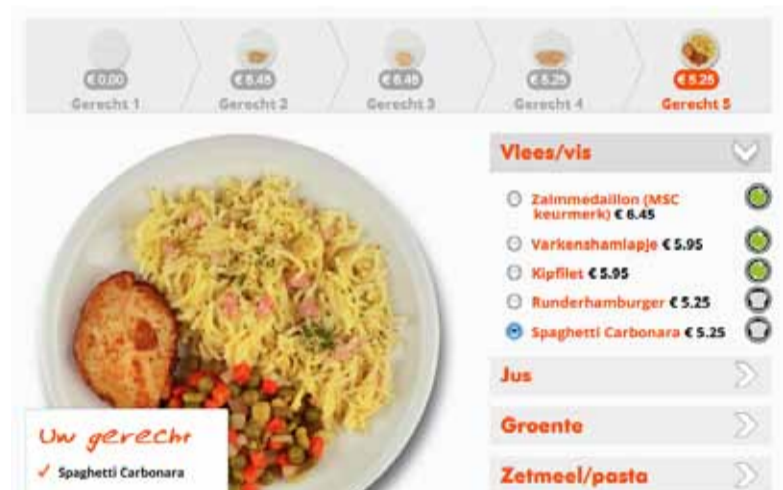 € 0.00
€ 6.45
€ 6.45
€ 5.25
€ 5.25
Gerecht 1
Gerecht 2
Gerecht 3
Gerecht 4
Gerecht 5
Vlees/vis
Zalmmedaillon (MSC
keurmerk) € 6.45
Varkenshamlapje € 5.95
Kipfilet € 5.95
Runderhamburger € 5.25
Spaghetti Carbonara € 5.25
Jus
Groente
Zetmeel/pasta
Uw gerecht
Spaghetti Carbonara